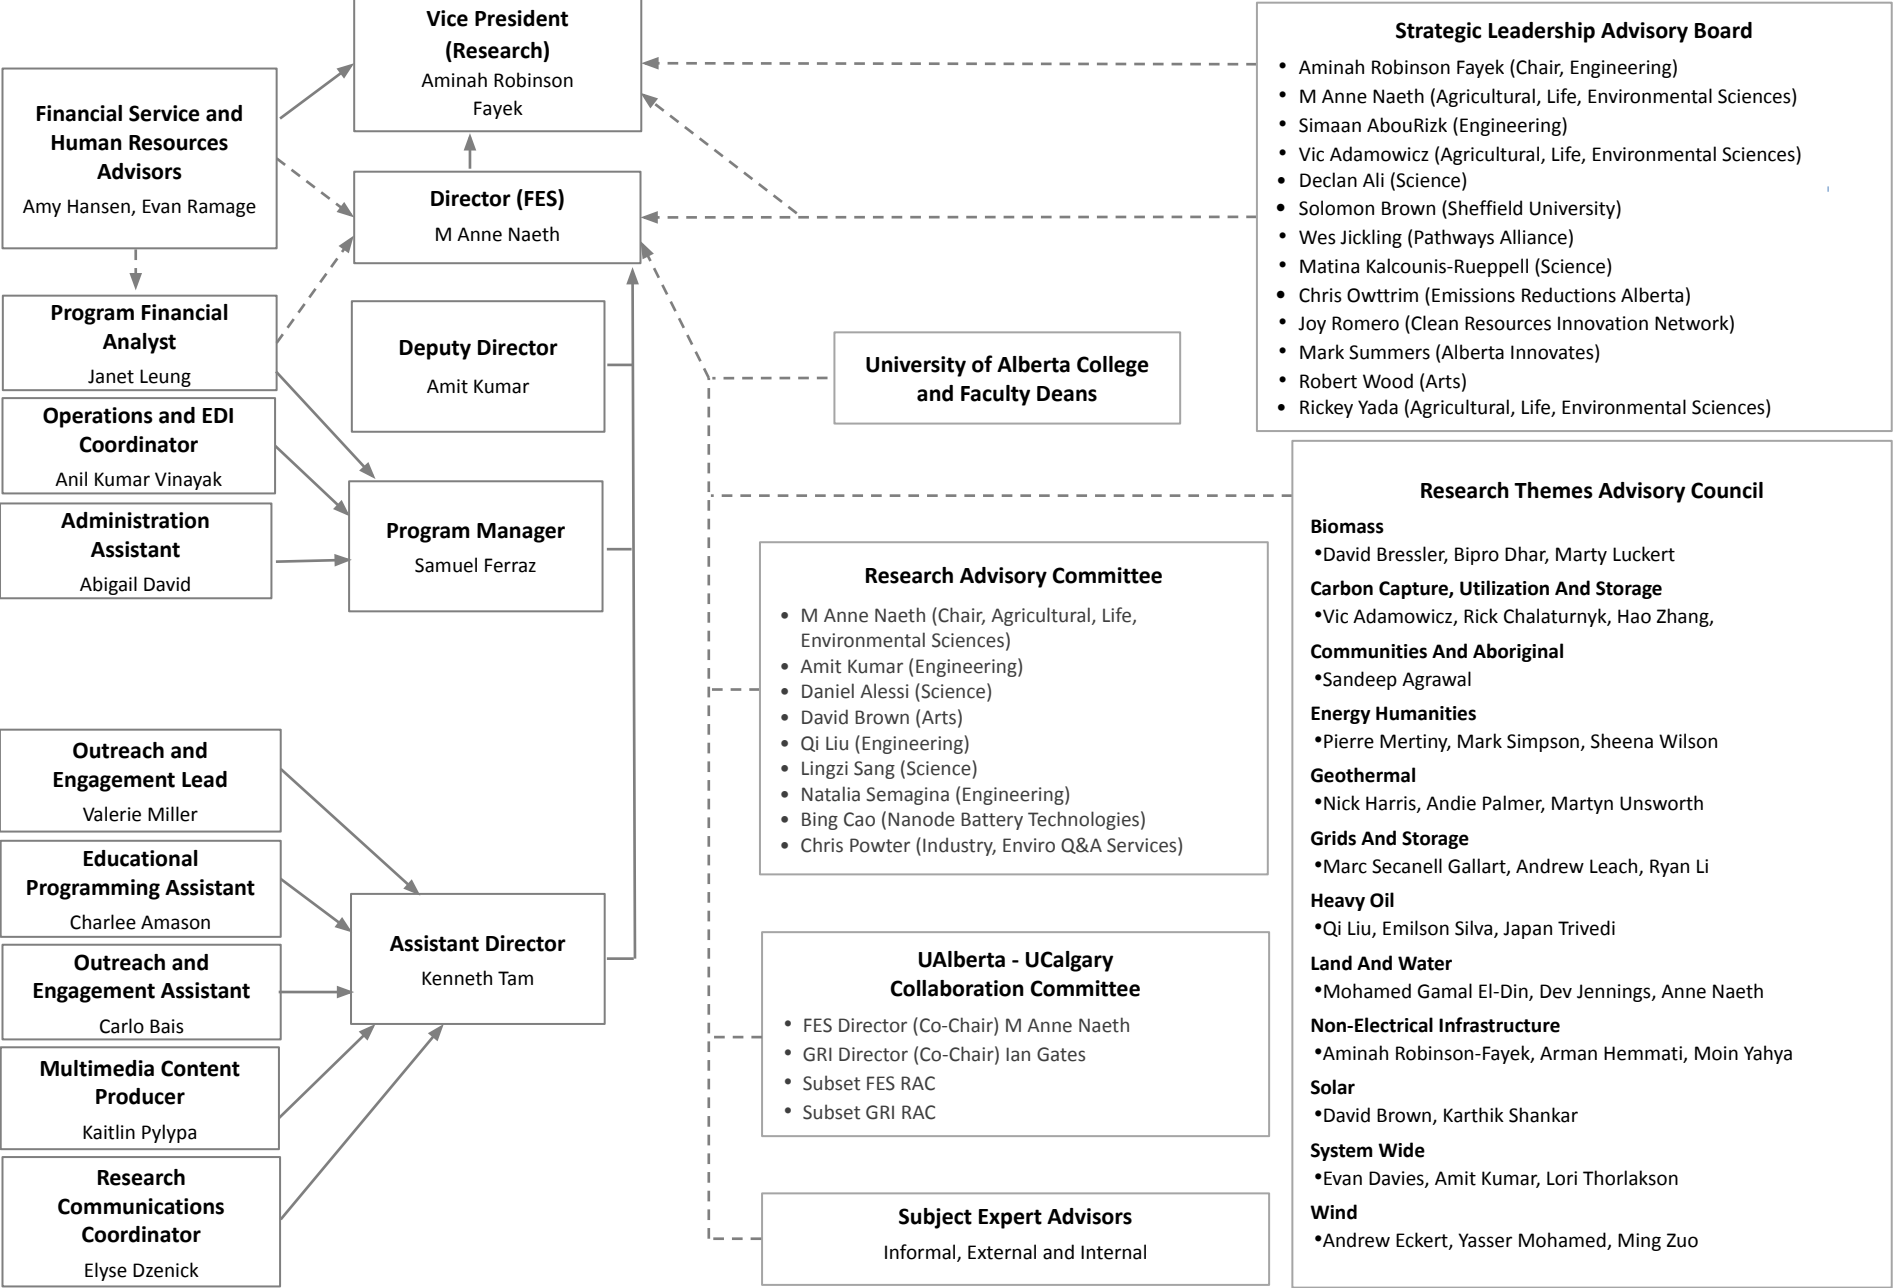 Vice President
(Research)
Aminah Robinson
Fayek
Financial Service and
Human Resources
Advisors
Amy Hansen, Evan Ramage
Director (FES)
M Anne Naeth
Program Financial
Analyst
Janet Leung
Deputy Director
Amit Kumar
Operations and EDI
Coordinator
Anil Kumar Vinayak
Administration
Assistant
Abigail David
Program Manager
Samuel Ferraz
Outreach and
Engagement Lead
Valerie Miller
Educational
Programming Assistant
Charlee Amason
Outreach and
Engagement Assistant
Carlo Bais
Multimedia Content
Producer
Kaitlin Pylypa
Research
Communications
Coordinator
Elyse Dzenick
Assistant Director
Kenneth Tam
University of Alberta College
and Faculty Deans
Research Advisory Committee
• M Anne Naeth (Chair, Agricultural, Life,
Environmental Sciences)
• Amit Kumar (Engineering)
• Daniel Alessi (Science)
• David Brown (Arts)
• Qi Liu (Engineering)
• Lingzi Sang (Science)
• Natalia Semagina (Engineering)
• Bing Cao (Nanode Battery Technologies)
• Chris Powter (Industry, Enviro Q&A Services)
UAlberta - UCalgary
Collaboration Committee
• FES Director (Co-Chair) M Anne Naeth
• GRI Director (Co-Chair) Ian Gates
• Subset FES RAC
• Subset GRI RAC
Subject Expert Advisors
Informal, External and Internal
Strategic Leadership Advisory Board
• Aminah Robinson Fayek (Chair, Engineering)
• M Anne Naeth (Agricultural, Life, Environmental Sciences)
• Simaan AbouRizk (Engineering)
• Vic Adamowicz (Agricultural, Life, Environmental Sciences)
• Declan Ali (Science)
• Solomon Brown (Sheffield University)
• Wes Jickling (Pathways Alliance)
• Matina Kalcounis-Rueppell (Science)
• Chris Owttrim (Emissions Reductions Alberta)
• Joy Romero (Clean Resources Innovation Network)
• Mark Summers (Alberta Innovates)
• Robert Wood (Arts)
• Rickey Yada (Agricultural, Life, Environmental Sciences)
Research Themes Advisory Council
Biomass
•David Bressler, Bipro Dhar, Marty Luckert
Carbon Capture, Utilization And Storage
•Vic Adamowicz, Rick Chalaturnyk, Hao Zhang,
Communities And Aboriginal
•Sandeep Agrawal
Energy Humanities
•Pierre Mertiny, Mark Simpson, Sheena Wilson
Geothermal
•Nick Harris, Andie Palmer, Martyn Unsworth
Grids And Storage
•Marc Secanell Gallart, Andrew Leach, Ryan Li
Heavy Oil
•Qi Liu, Emilson Silva, Japan Trivedi
Land And Water
•Mohamed Gamal El-Din, Dev Jennings, Anne Naeth
Non-Electrical Infrastructure
•Aminah Robinson-Fayek, Arman Hemmati, Moin Yahya
Solar
•David Brown, Karthik Shankar
System Wide
•Evan Davies, Amit Kumar, Lori Thorlakson
Wind
•Andrew Eckert, Yasser Mohamed, Ming Zuo